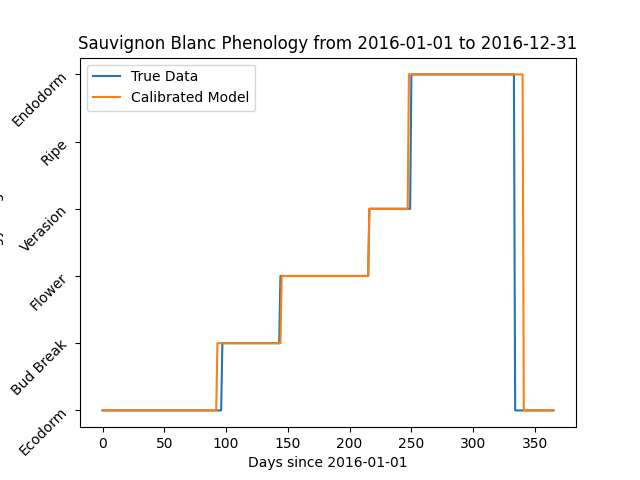 Sauvignon Blanc Phenology from 2016-01-01 to 2016-12-31
True Data
Calibrated Model
Endodorm
Ripe
Verasion
Flower
Bud Break
Ecodorm
0 50 100 150 200 250 300 350
Days since 2016-01-01